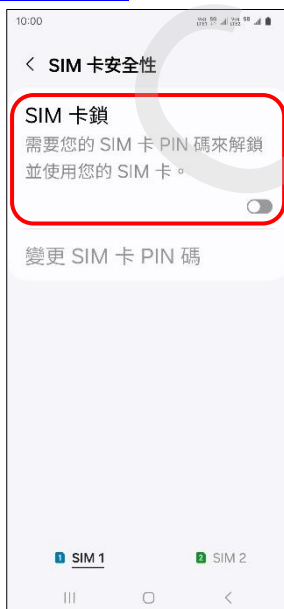 10:00
SIM 卡安全性
SIM 卡鎖
需要您的 SIM 卡 PIN 碼來解鎖
並使用您的 SIM 卡。
變更 SIM 卡 PIN 碼
1 SIM 1
2 SIM 2